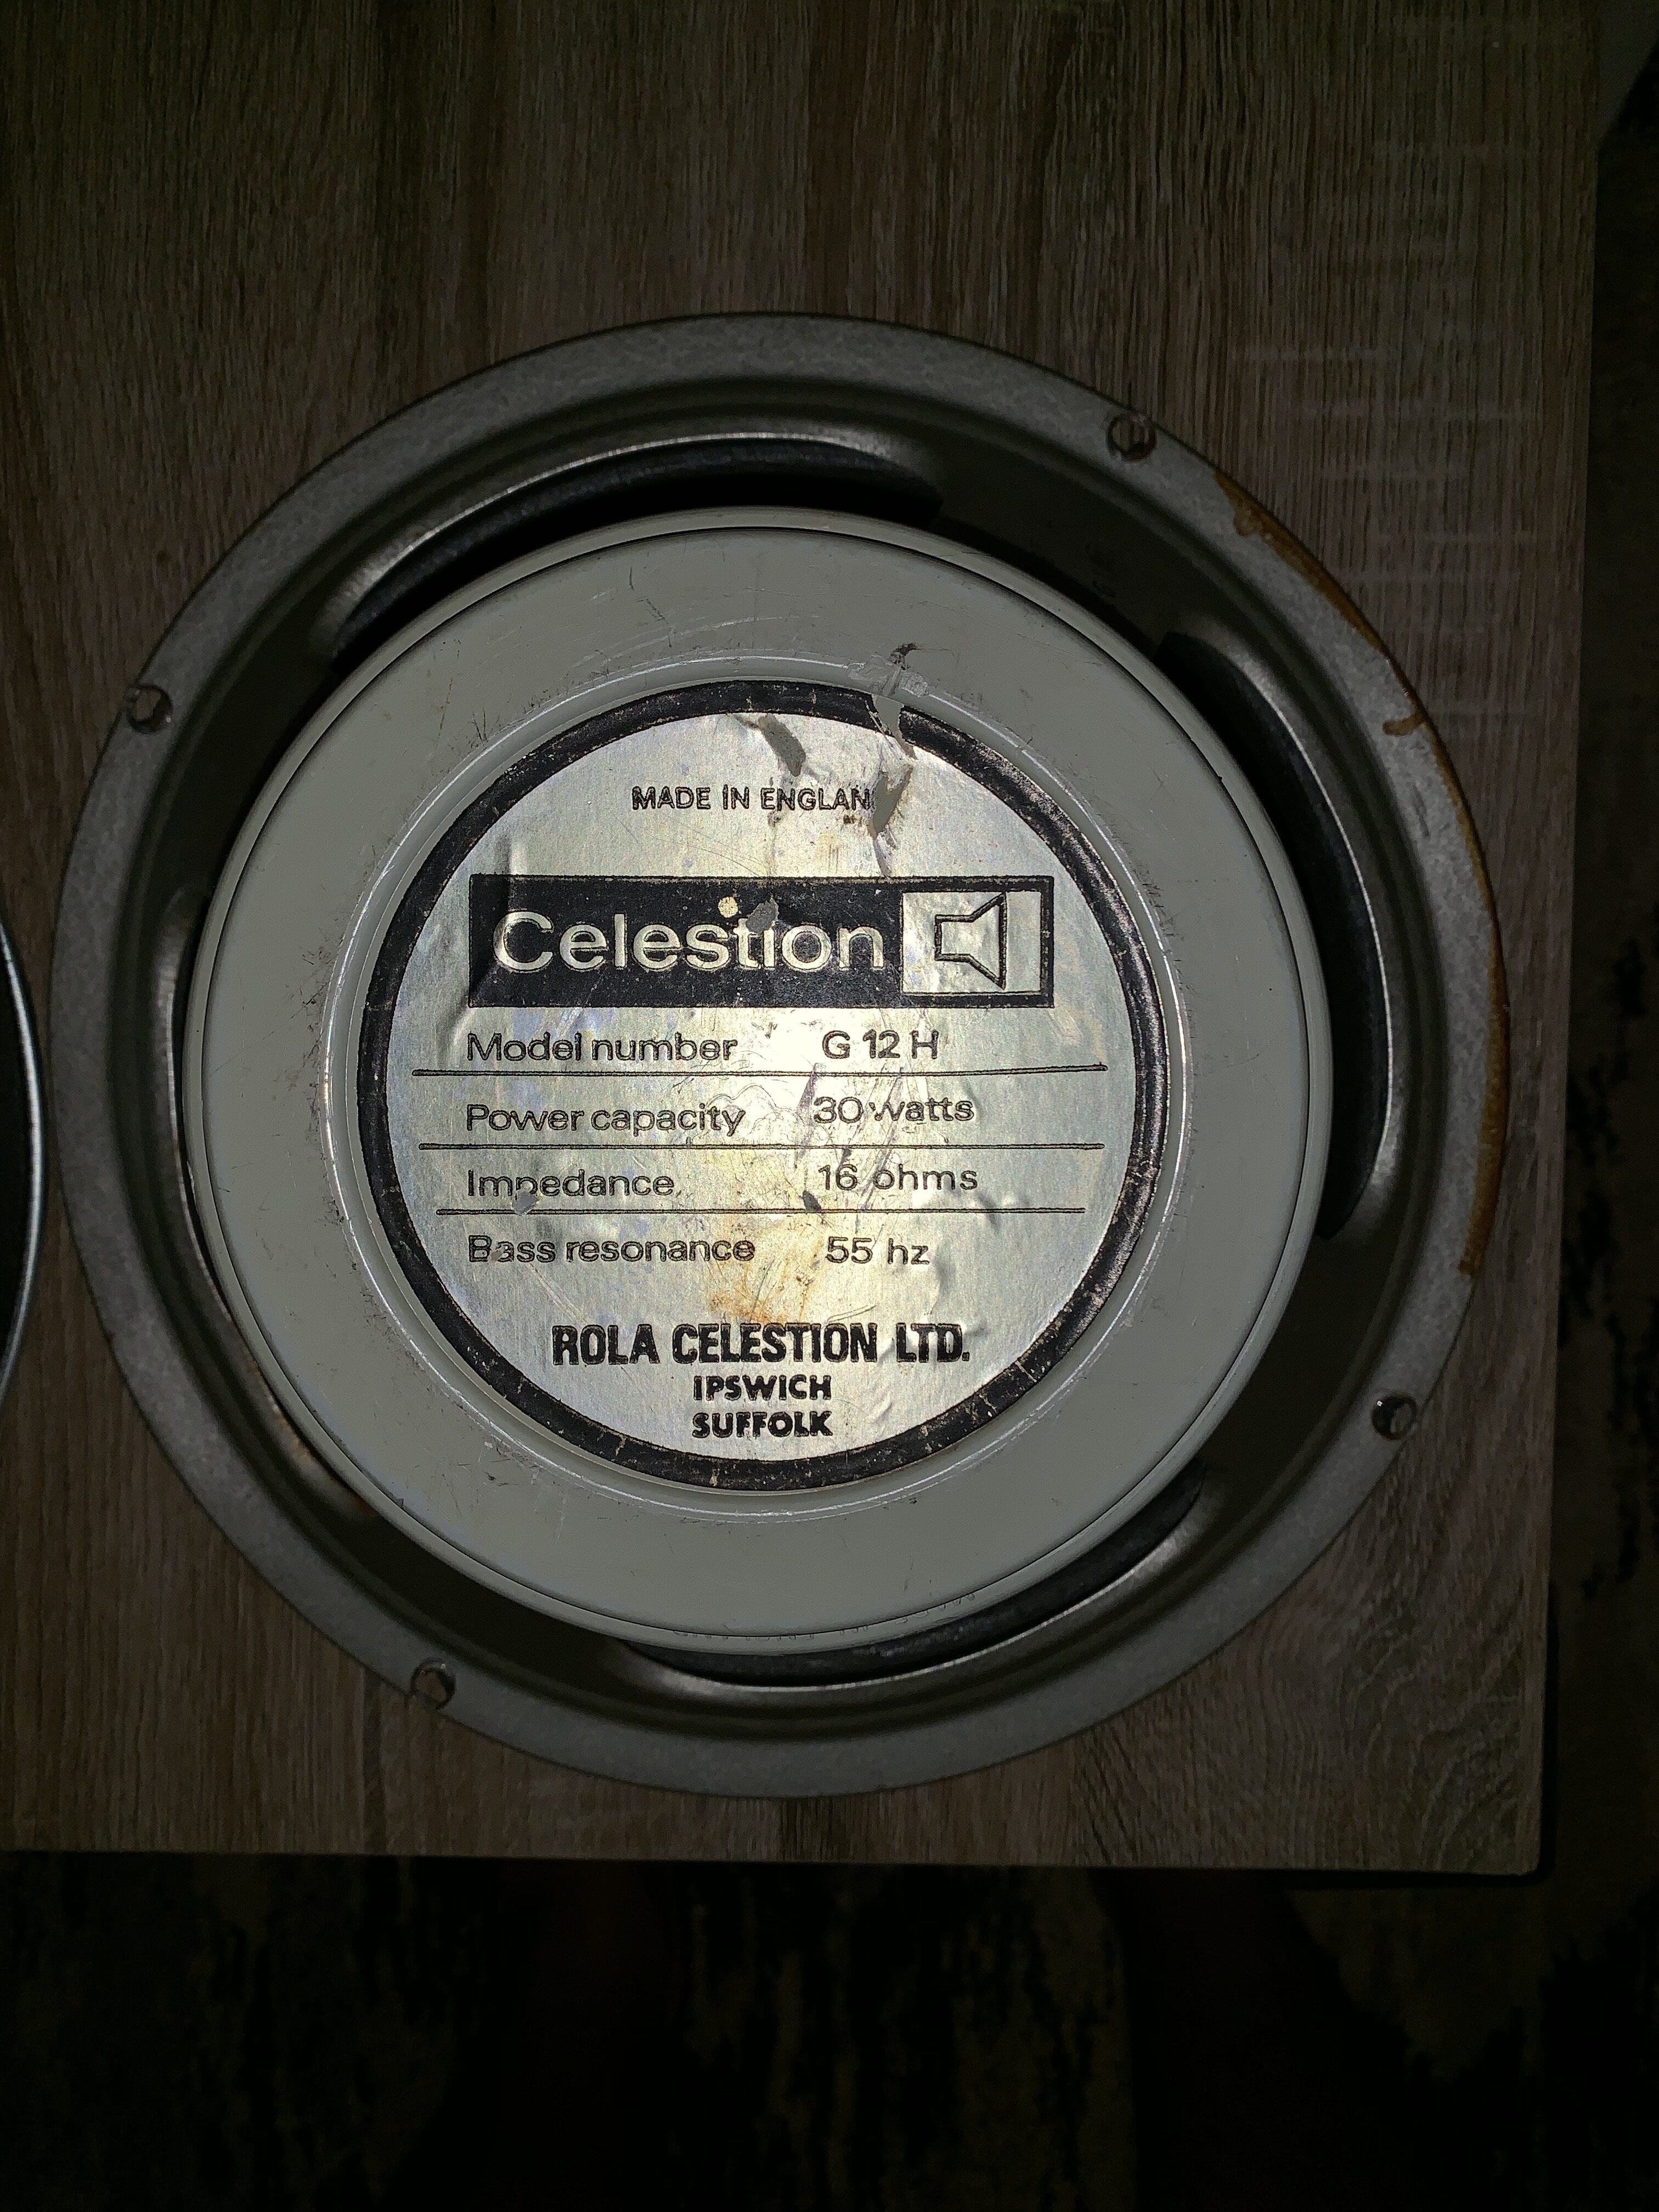 MADE IN ENGLAN
Celestion
Model number G 12 H
Power capacity 30 watts
Impedance 16 ohms
Bass resonance 55 hz
ROLA CELESTION LTD.
IPSWICH
SUFFOLK